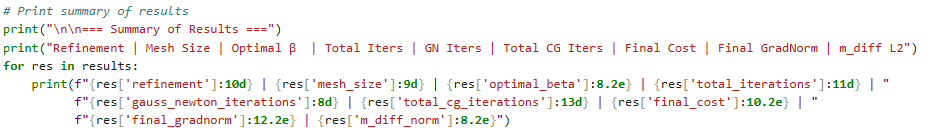 # Print summary of results
print("\n\n=== Summary of Results ===")
print("Refinement | Mesh Size | Optimal β  | Total Iters | GN Iters | Total CG Iters | Final Cost | Final GradNorm | m_diff L2")
for res in results:
    print(f"{res['refinement']:10d} | {res['mesh_size']:9d} | {res['optimal_beta']:8.2e} | {res['total_iterations']:11d} | "
          f"{res['gauss_newton_iterations']:8d} | {res['total_cg_iterations']:13d} | {res['final_cost']:10.2e} | "
          f"{res['final_gradnorm']:12.2e} | {res['m_diff_norm']:8.2e}")